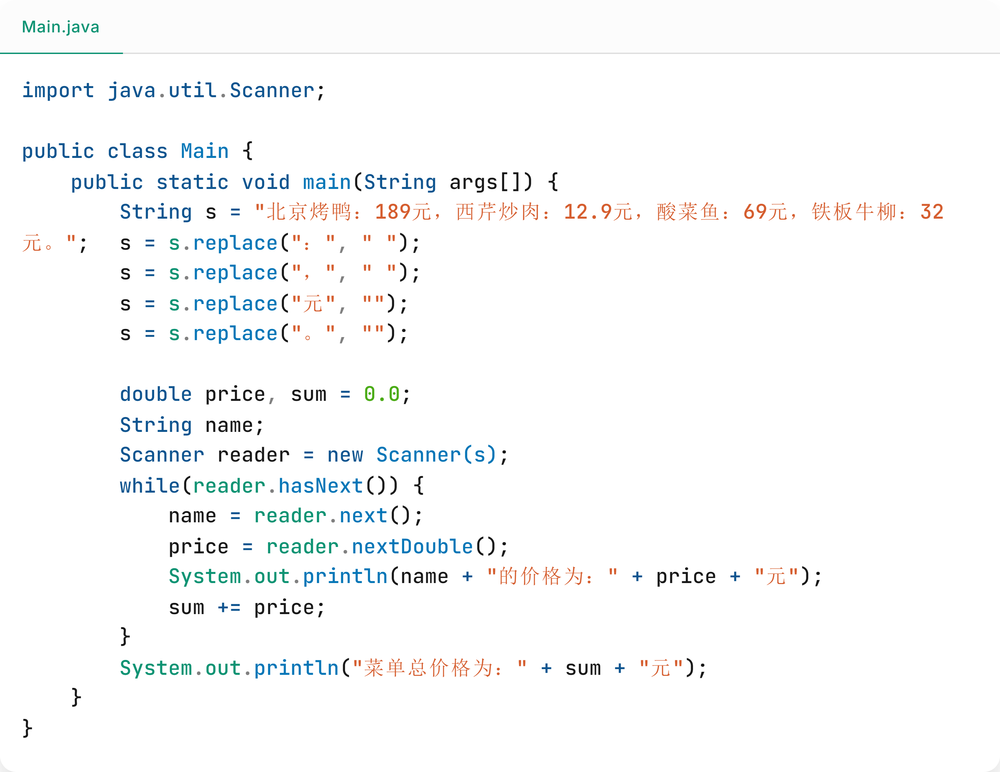 Main.java
import java.util.Scanner;
public class Main {
    public static void main(String args[]) {
        String s = "北京烤鸭：189元，西芹炒肉：12.9元，酸菜鱼：69元，铁板牛柳：32
元。";  s = s.replace("：", " ");
        s = s.replace("，", " ");
        s = s.replace("元", "");
        s = s.replace("。", "");
        double price, sum = 0.0;
        String name;
        Scanner reader = new Scanner(s);
        while(reader.hasNext()) {
            name = reader.next();
            price = reader.nextDouble();
            System.out.println(name + "的价格为：" + price + "元");
            sum += price;
        }
        System.out.println("菜单总价格为：" + sum + "元");
    }
}